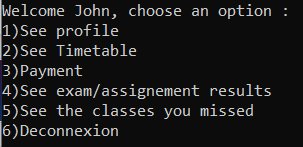 Welcome John, choose an option :
1)See profile
2)See Timetable
3)Payment
4)See exam/assignement results
5)See the classes you missed
6)Deconnexion